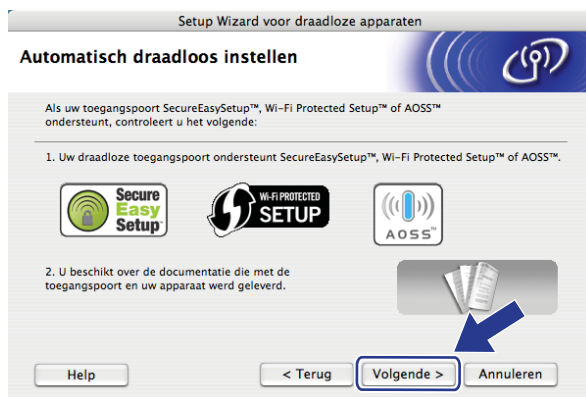 Setup Wizard voor draadloze apparaten
Automatisch draadloos instellen
Als uw toegangspoort SecureEasySetup™, Wi-Fi Protected Setup™ of AOSS™
ondersteunt, controleert u het volgende:
1. Uw draadloze toegangspoort ondersteunt SecureEasySetup™, Wi-Fi Protected Setup™ of AOSS™.
Secure
Easy
Setup
Wi-Fi PROTECTED
SETUP
AOSS™
2. U beschikt over de documentatie die met de
toegangspoort en uw apparaat werd geleverd.
Help
< Terug
Volgende >
Annuleren